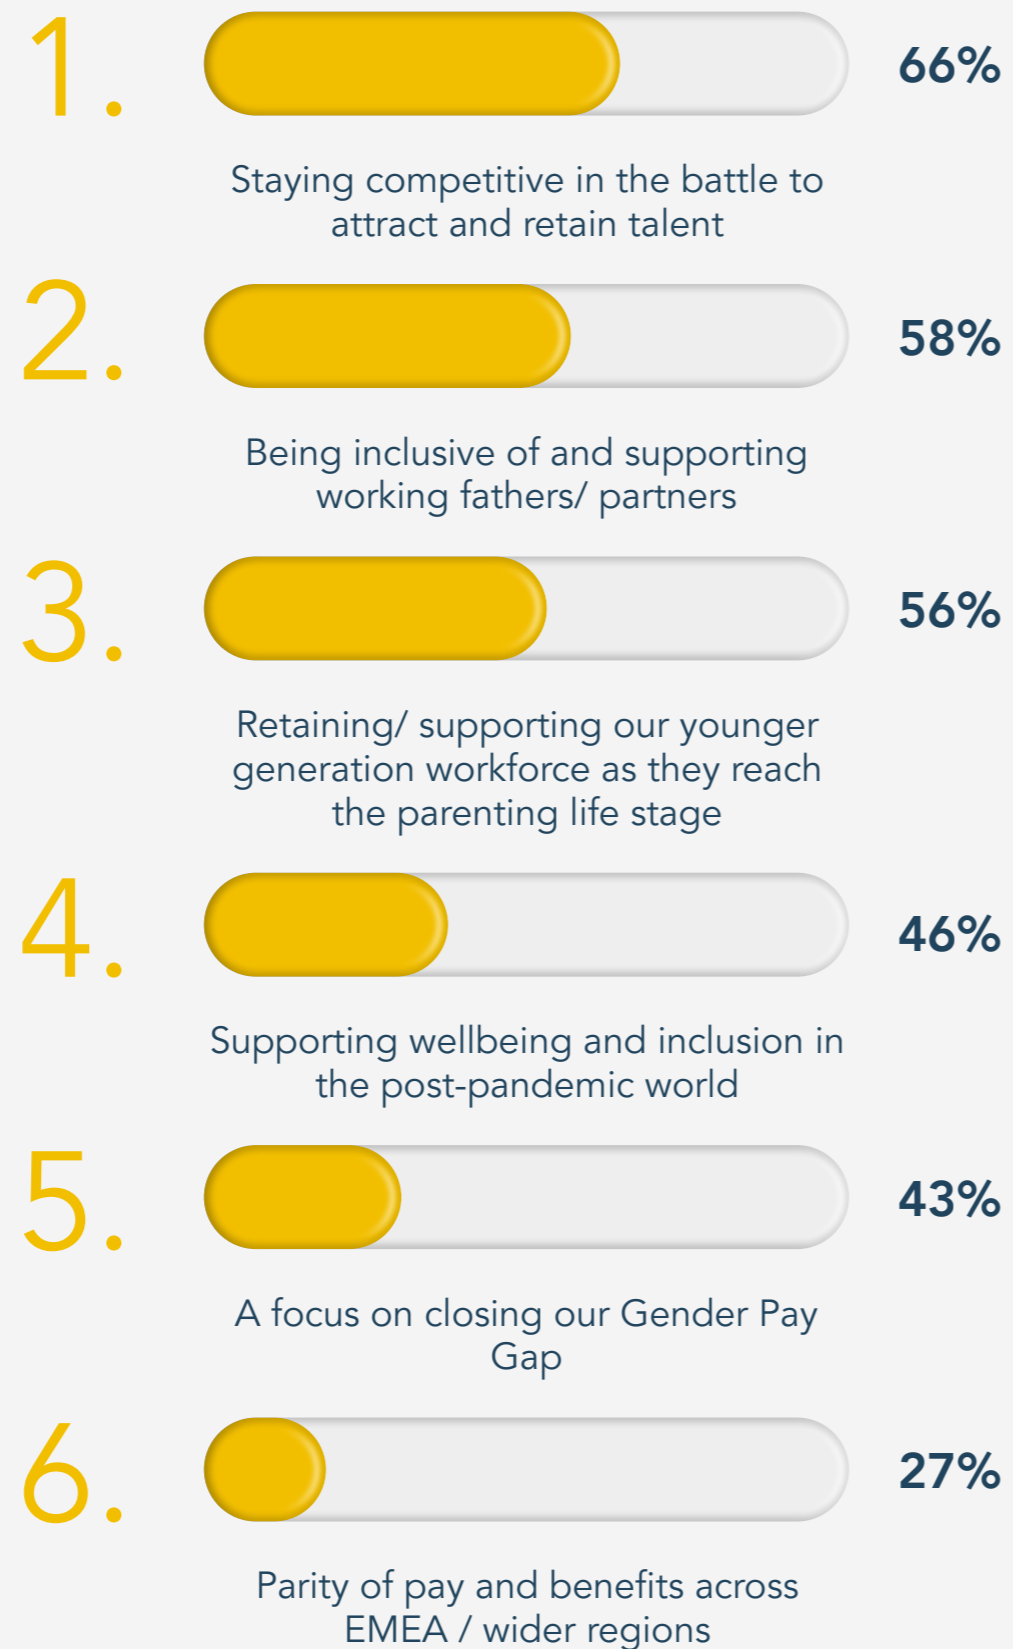 1.
66%
Staying competitive in the battle to
attract and retain talent
2.
58%
Being inclusive of and supporting
working fathers/ partners
3.
56%
Retaining/ supporting our younger
generation workforce as they reach
the parenting life stage
4.
46%
Supporting wellbeing and inclusion in
the post-pandemic world
5.
43%
A focus on closing our Gender Pay
Gap
6.
27%
Parity of pay and benefits across
EMEA / wider regions